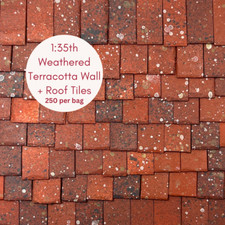 1:35th
Weathered
Terracotta Wall
+ Roof Tiles
250 per bag